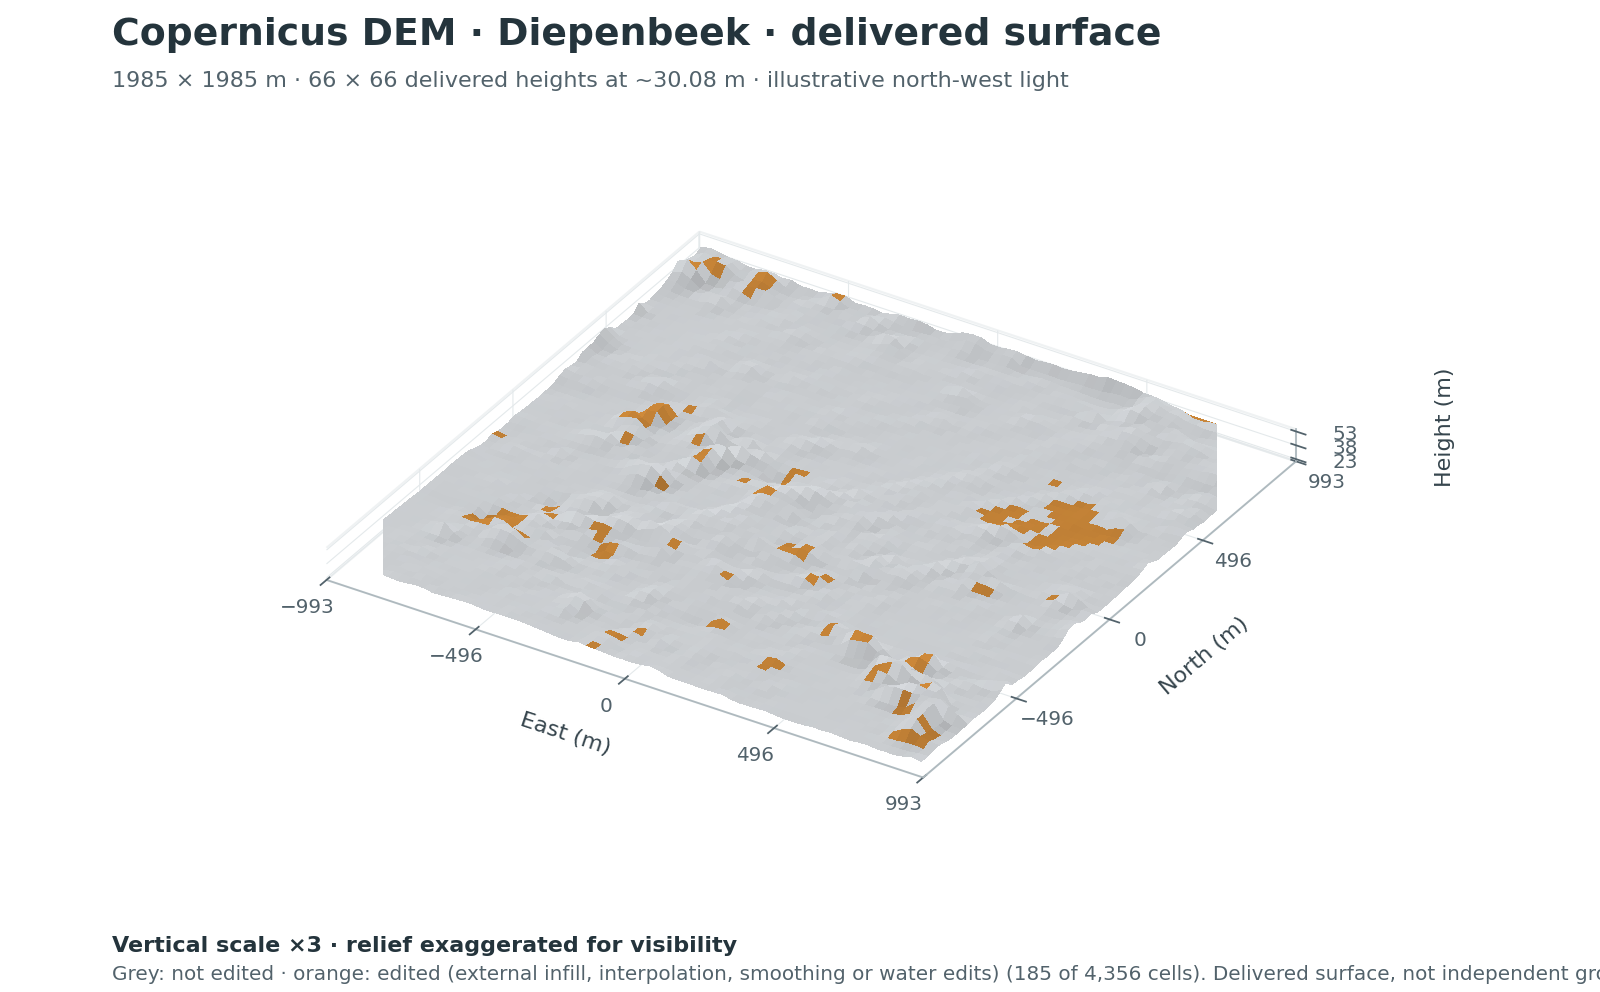 Copernicus DEM · Diepenbeek · delivered surface
1985 × 1985 m · 66 × 66 delivered heights at ~30.08 m · illustrative north-west light
Height (m)
53
38
23
993
496
0
North (m)
−496
−993
−496
0
East (m)
496
993
Vertical scale ×3 · relief exaggerated for visibility
Grey: not edited · orange: edited (external infill, interpolation, smoothing or water edits) (185 of 4,356 cells). Delivered surface, not independent